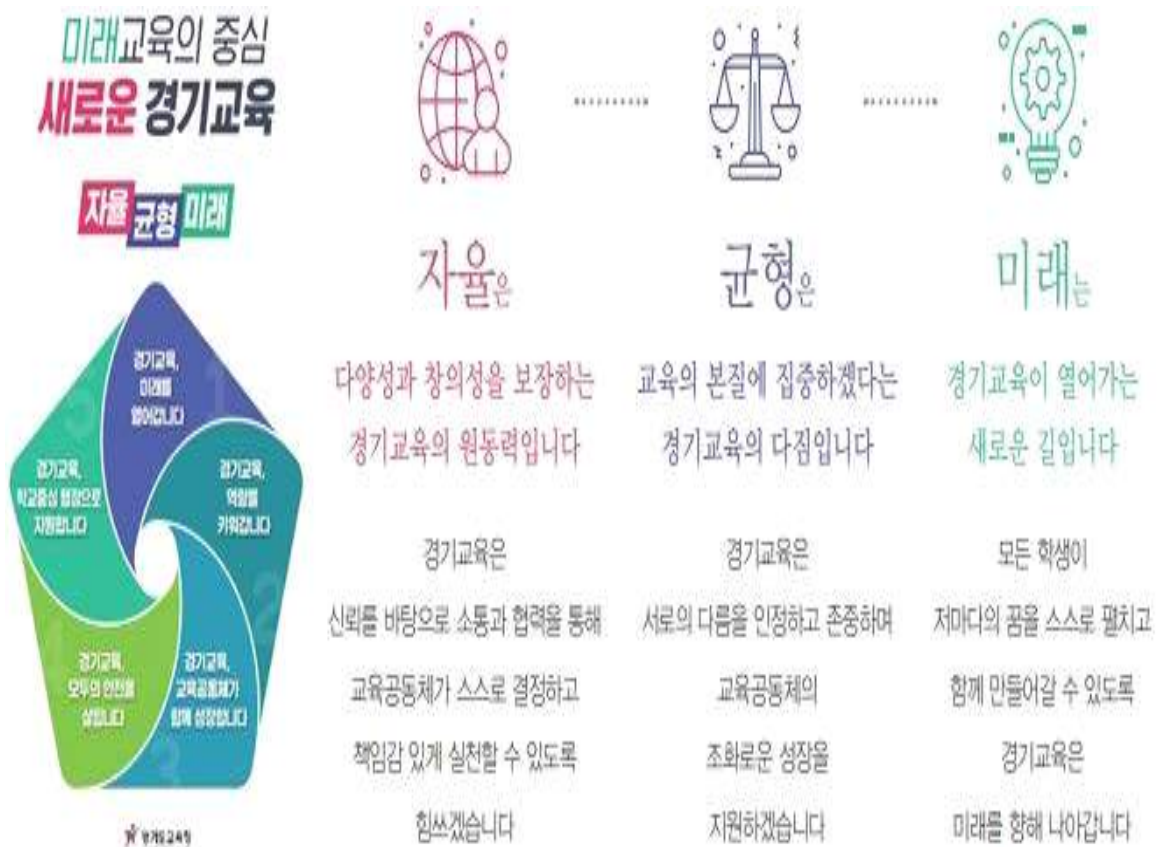 미래교육의 중심
새로운 경기교육
자율 균형 미래
경기교육,
미래를
열어갑니다
경기교육,
역량을
키워갑니다
경기교육,
교육공동체가
함께 성장합니다
경기교육,
모두의 안전을
살핍니다
경기교육,
학교중심 행정으로
지원합니다
1
2
3
경기도교육청
자율은
다양성과 창의성을 보장하는
경기교육의 원동력입니다
경기교육은
신뢰를 바탕으로 소통과 협력을 통해
교육공동체가 스스로 결정하고
책임감 있게 실천할 수 있도록
힘쓰겠습니다
균형은
교육의 본질에 집중하겠다는
경기교육의 다짐입니다
경기교육은
서로의 다름을 인정하고 존중하며
교육공동체의
조화로운 성장을
지원하겠습니다
미래는
경기교육이 열어가는
새로운 길입니다
모든 학생이
저마다의 꿈을 스스로 펼치고
함께 만들어갈 수 있도록
경기교육은
미래를 향해 나아갑니다